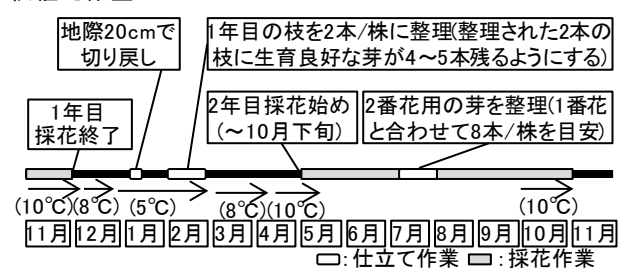 地際20cmで
切り戻し
1年目の枝を2本/株に整理(整理された2本の
枝に生育良好な芽が4～5本残るようにする)
1年目
採花終了
2年目採花始め
(～10月下旬)
2番花用の芽を整理(1番花
と合わせて8本/株を目安)
(10℃)(8℃) (5℃) (8℃)(10℃) (10℃)
11月 12月 1月 2月 3月 4月 5月 6月 7月 8月 9月 10月 11月
:仕立て作業 :採花作業